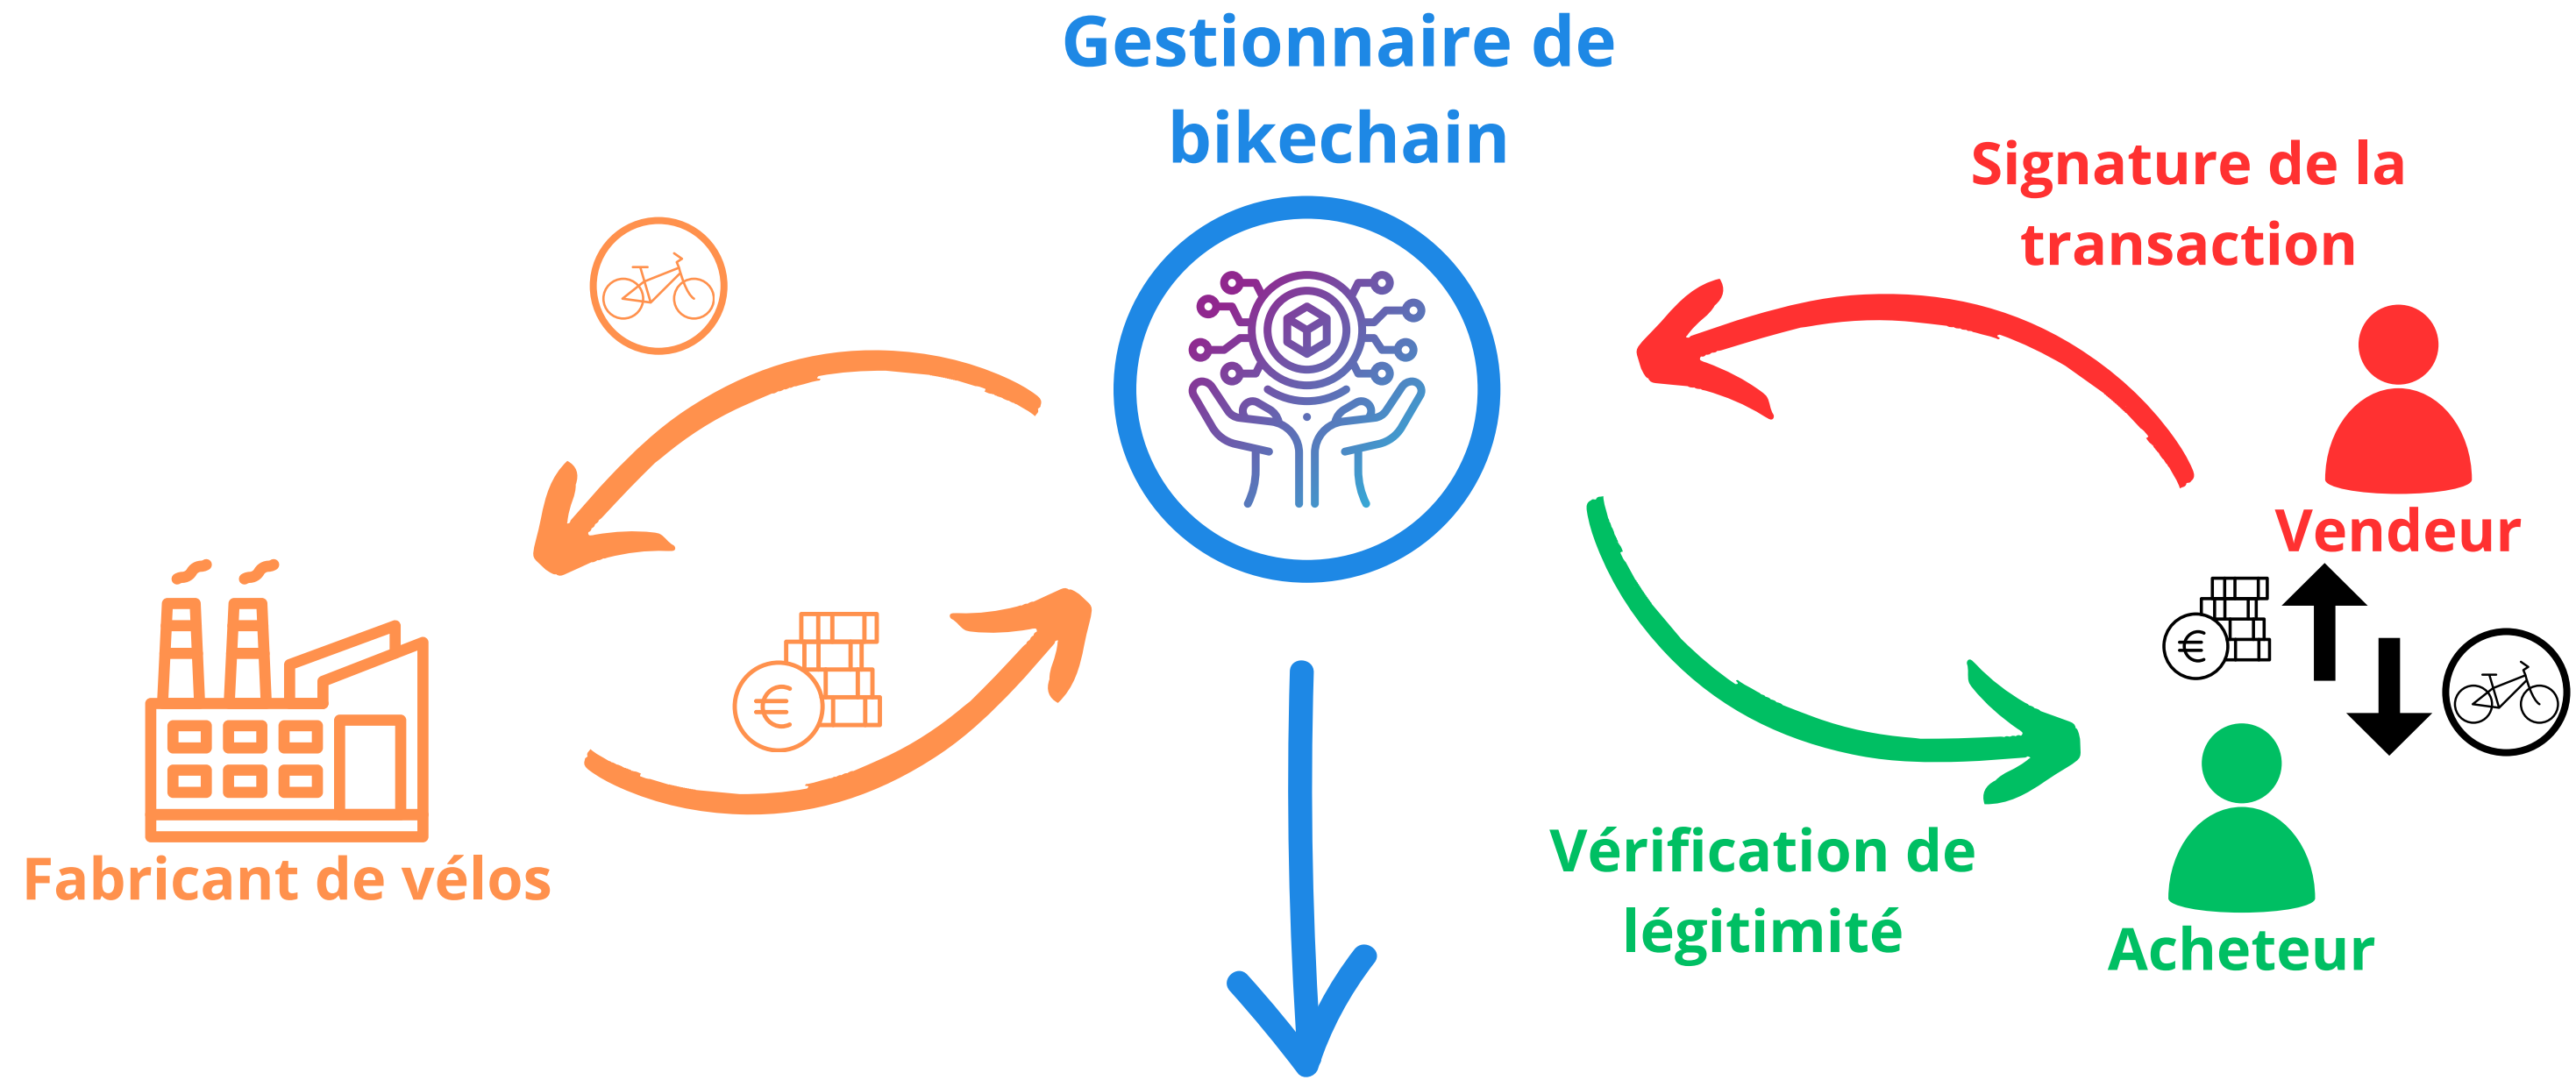 Gestionnaire de
bikechain
Signature de la
transaction
Vendeur
€
€
Fabricant de vélos
Vérification de
légitimité
Acheteur